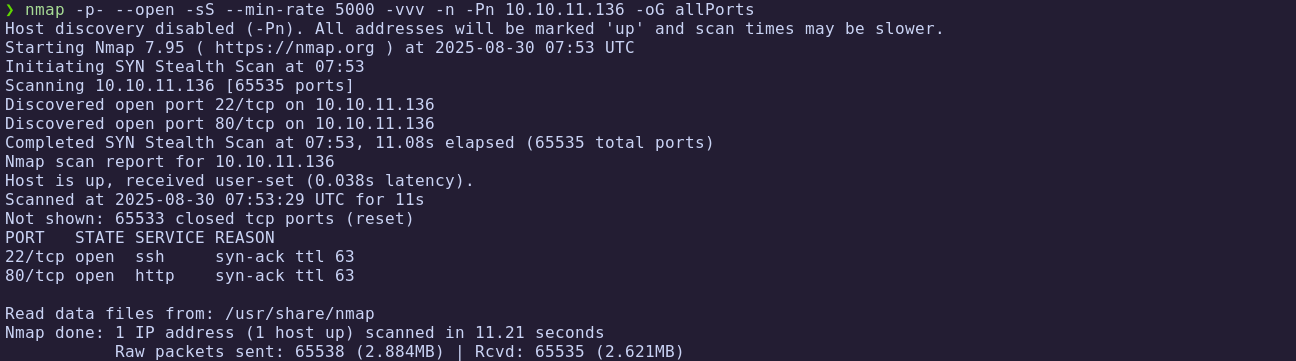 ❯ nmap -p- --open -sS --min-rate 5000 -vvv -n -Pn 10.10.11.136 -oG allPorts
Host discovery disabled (-Pn). All addresses will be marked 'up' and scan times may be slower.
Starting Nmap 7.95 ( https://nmap.org ) at 2025-08-30 07:53 UTC
Initiating SYN Stealth Scan at 07:53
Scanning 10.10.11.136 [65535 ports]
Discovered open port 22/tcp on 10.10.11.136
Discovered open port 80/tcp on 10.10.11.136
Completed SYN Stealth Scan at 07:53, 11.08s elapsed (65535 total ports)
Nmap scan report for 10.10.11.136
Host is up, received user-set (0.038s latency).
Scanned at 2025-08-30 07:53:29 UTC for 11s
Not shown: 65533 closed tcp ports (reset)
PORT   STATE SERVICE REASON
22/tcp open  ssh     syn-ack ttl 63
80/tcp open  http    syn-ack ttl 63

Read data files from: /usr/share/nmap
Nmap done: 1 IP address (1 host up) scanned in 11.21 seconds
           Raw packets sent: 65538 (2.884MB) | Rcvd: 65535 (2.621MB)